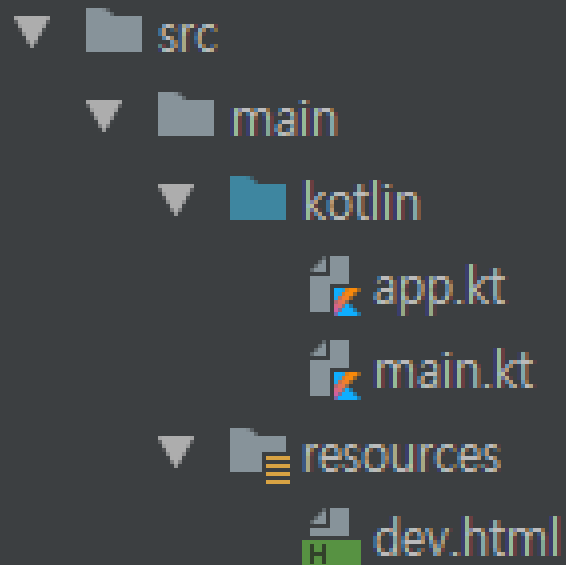 src
main
kotlin
app.kt
main.kt
resources
H dev.html